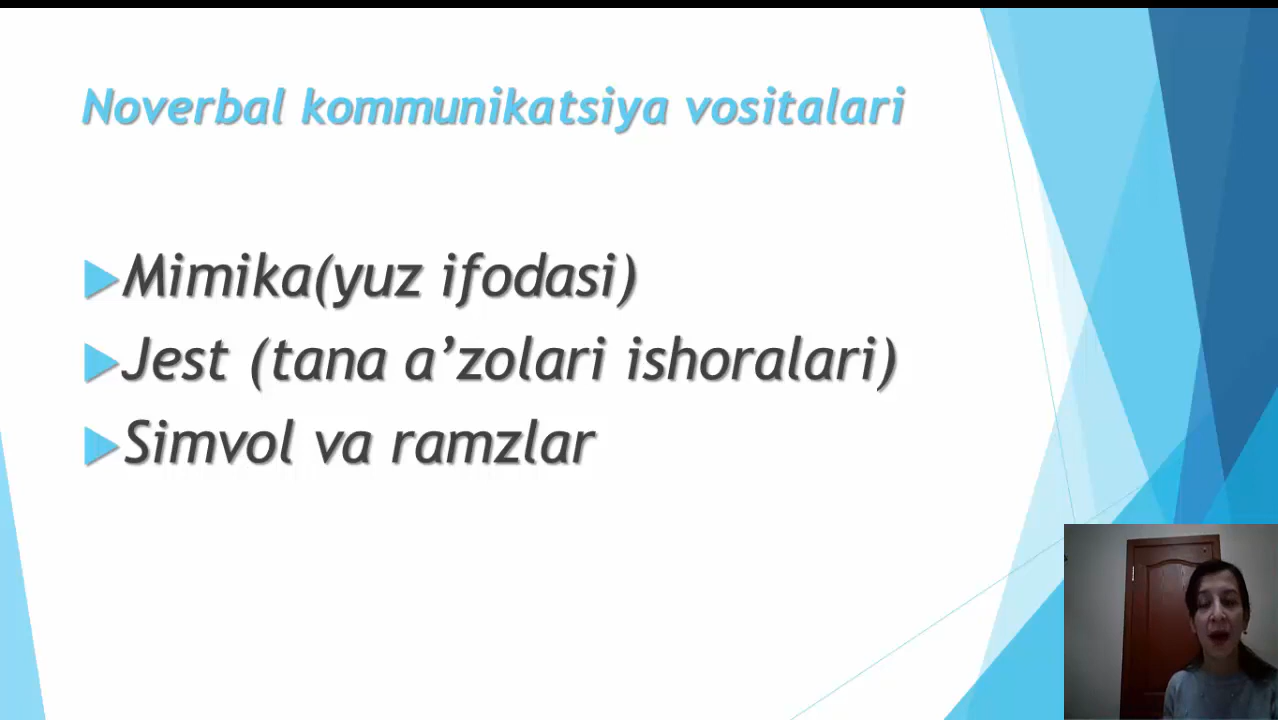 Noverbal kommunikatsiya vositalari
Mimika(yuz ifodasi)
Jest (tana a’zolari ishoralari)
Simvol va ramzlar